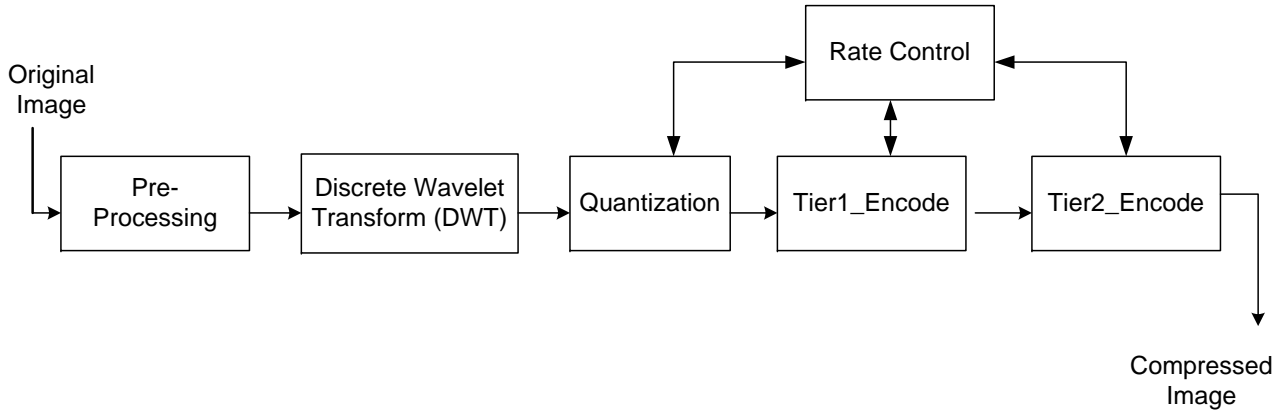 Rate Control
Original
Image
Pre-
Processing
Discrete Wavelet
Transform (DWT)
Quantization
Tier1_Encode
Tier2_Encode
Compressed
Image